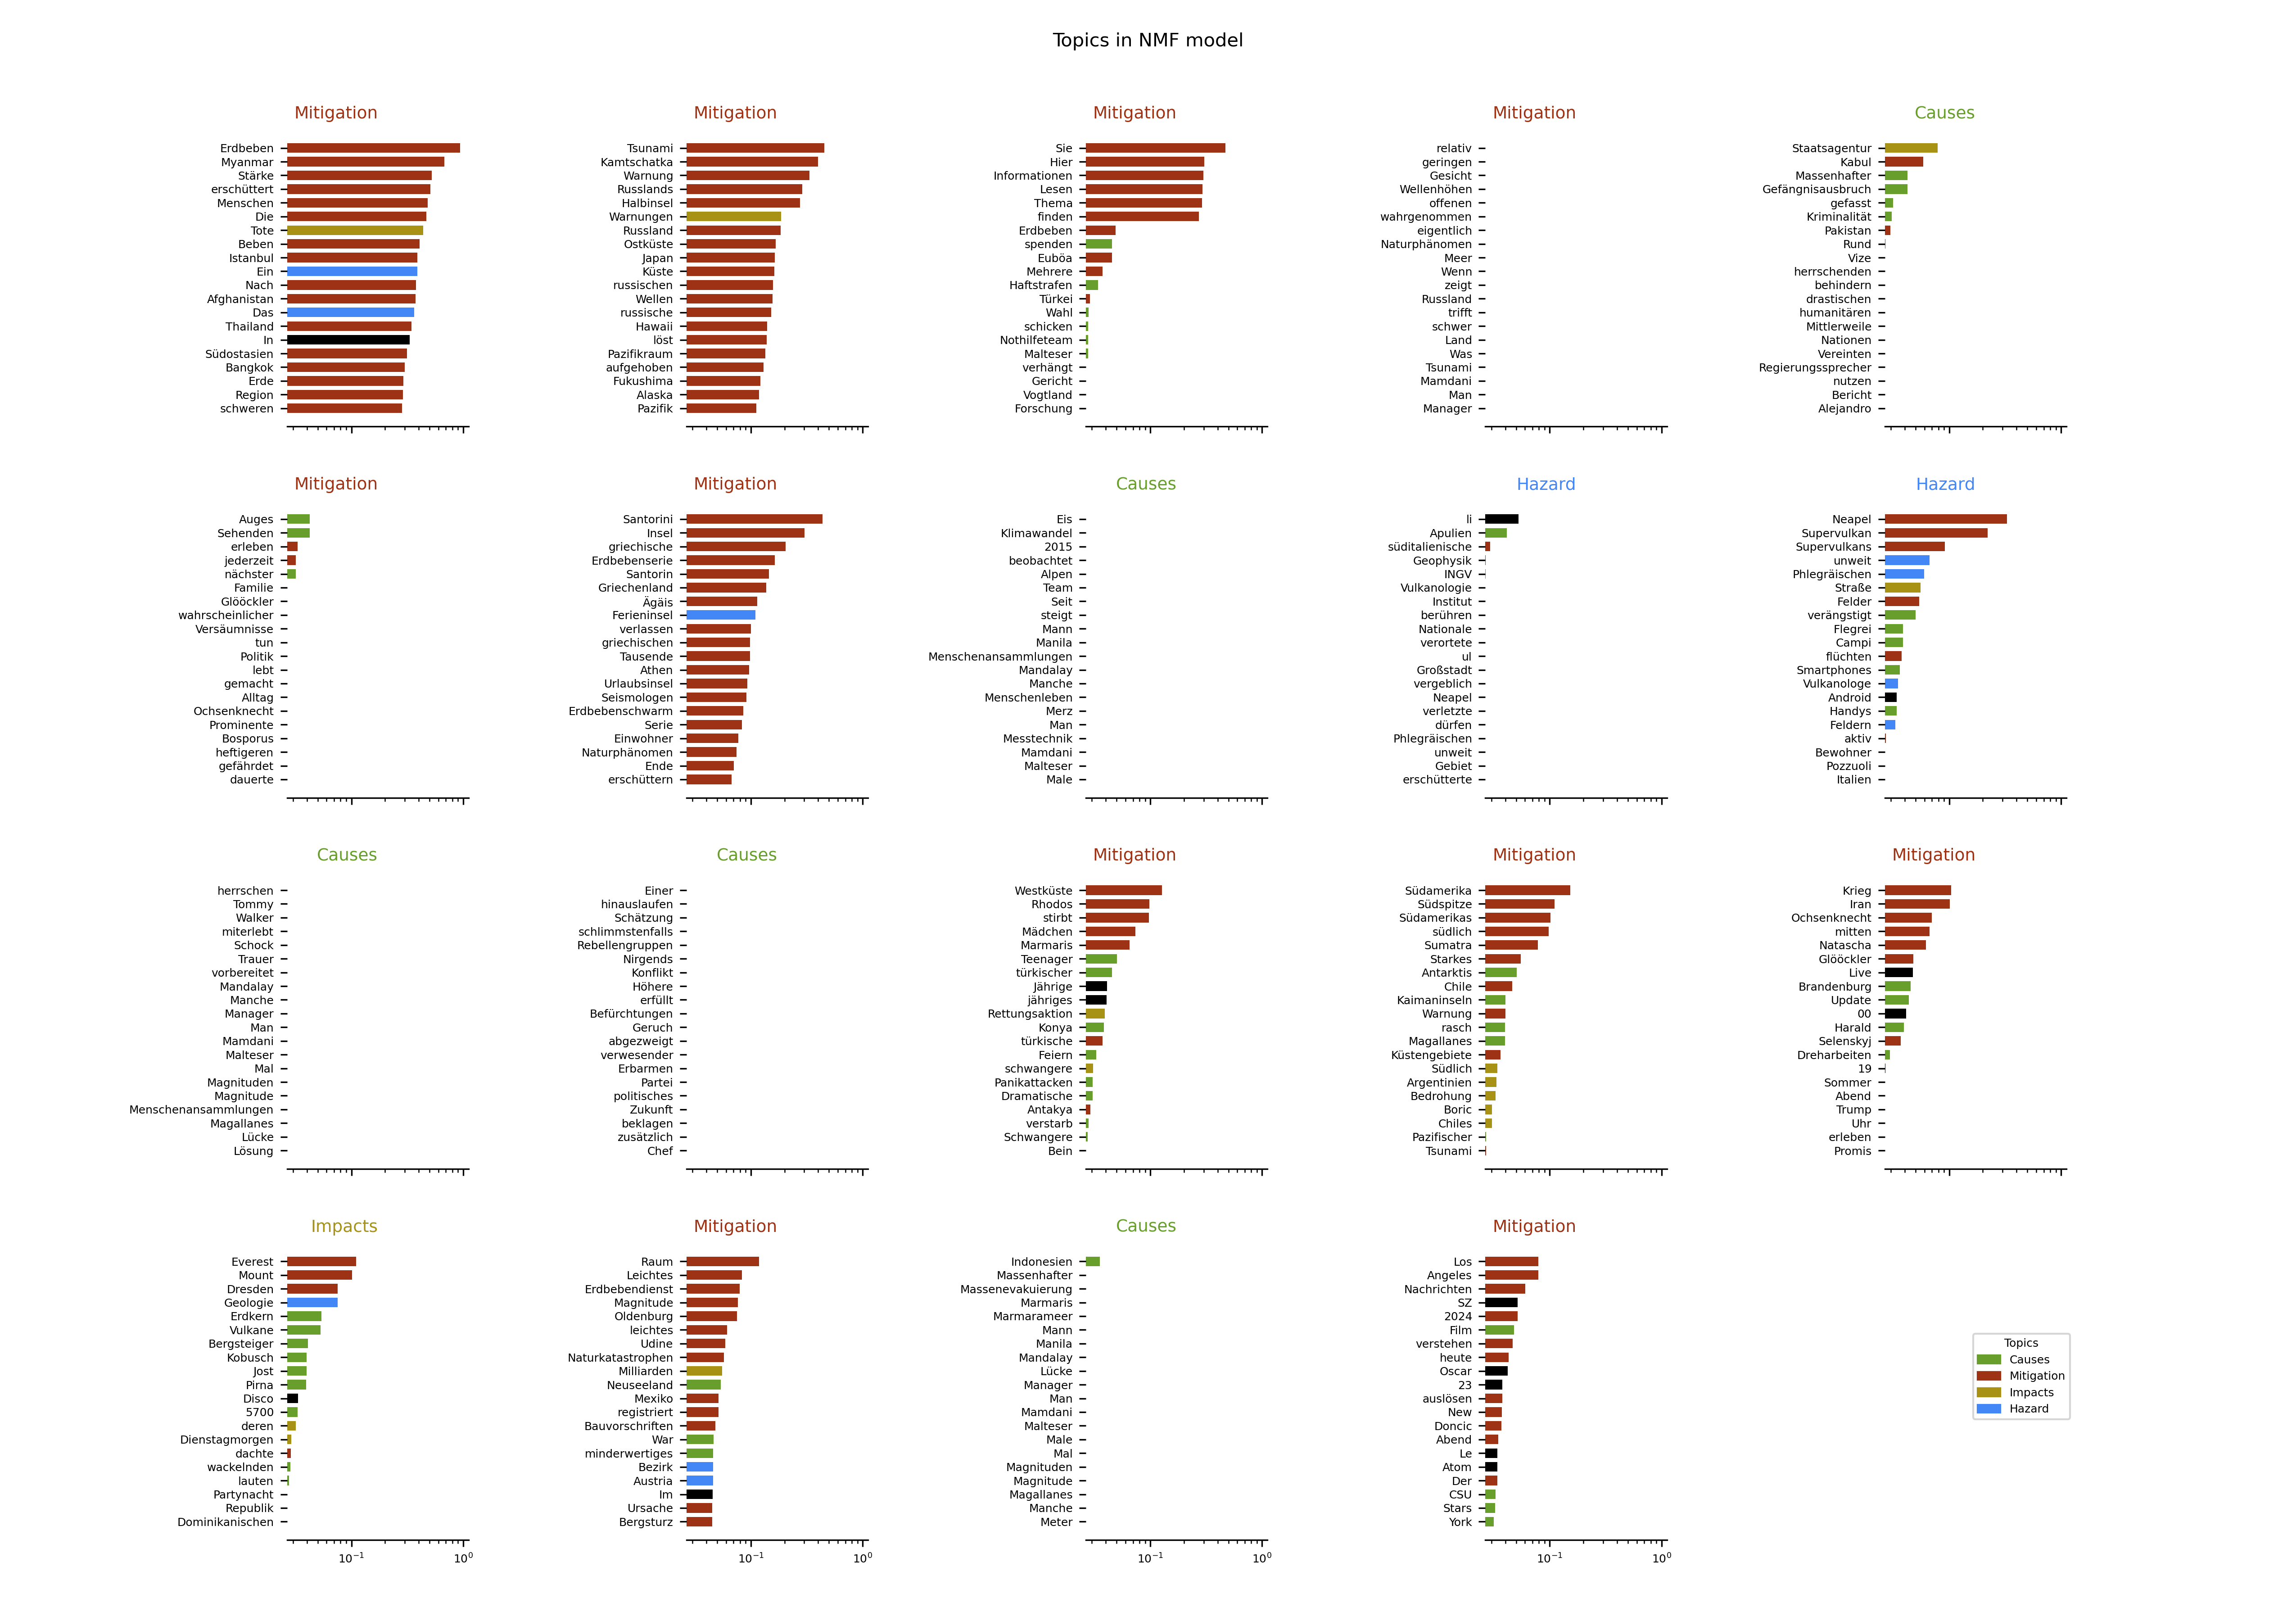 Topics in NMF model
Mitigation
Erdbeben
Myanmar
Stärke
erschüttert
Menschen
Die
Tote
Beben
Istanbul
Ein
Nach
Afghanistan
Das
Thailand
In
Südostasien
Bangkok
Erde
Region
schweren
Mitigation
Tsunami
Kamtschatka
Warnung
Russlands
Halbinsel
Warnungen
Russland
Ostküste
Japan
Küste
russischen
Wellen
russische
Hawaii
löst
Pazifikraum
aufgehoben
Fukushima
Alaska
Pazifik
Mitigation
Sie
Hier
Informationen
Lesen
Thema
finden
Erdbeben
spenden
Euböa
Mehrere
Haftstrafen
Türkei
Wahl
schicken
Nothilfeteam
Malteser
verhängt
Gericht
Vogtland
Forschung
Mitigation
relativ
geringen
Gesicht
Wellenhöhen
offenen
wahrgenommen
eigentlich
Naturphänomen
Meer
Wenn
zeigt
Russland
trifft
schwer
Land
Was
Tsunami
Mamdani
Man
Manager
Causes
Staatsagentur
Kabul
Massenhafter
Gefängnisausbruch
gefasst
Kriminalität
Pakistan
Rund
Vize
herrschenden
behindern
drastischen
humanitären
Mittlerweile
Nationen
Vereinten
Regierungssprecher
nutzen
Bericht
Alejandro
Mitigation
Auges
Sehenden
erleben
jederzeit
nächster
Familie
Glööckler
wahrscheinlicher
Versäumnisse
tun
Politik
lebt
gemacht
Alltag
Ochsenknecht
Prominente
Bosporus
heftigeren
gefährdet
dauerte
Mitigation
Santorini
Insel
griechische
Erdbebenserie
Santorin
Griechenland
Ägäis
Ferieninsel
verlassen
griechischen
Tausende
Athen
Urlaubsinsel
Seismologen
Erdbebenschwarm
Serie
Einwohner
Naturphänomen
Ende
erschüttern
Causes
Eis
Klimawandel
2015
beobachtet
Alpen
Team
Seit
steigt
Mann
Manila
Menschenansammlungen
Mandalay
Manche
Menschenleben
Merz
Man
Messtechnik
Mamdani
Malteser
Male
Hazard
li
Apulien
süditalienische
Geophysik
INGV
Vulkanologie
Institut
berühren
Nationale
verortete
ul
Großstadt
vergeblich
Neapel
verletzte
dürfen
Phlegräischen
unweit
Gebiet
erschütterte
Hazard
Neapel
Supervulkan
Supervulkans
unweit
Phlegräischen
Straße
Felder
verängstigt
Flegrei
Campi
flüchten
Smartphones
Vulkanologe
Android
Handys
Feldern
aktiv
Bewohner
Pozzuoli
Italien
Causes
herrschen
Tommy
Walker
miterlebt
Schock
Trauer
vorbereitet
Mandalay
Manche
Manager
Man
Mamdani
Malteser
Mal
Magnituden
Magnitude
Menschenansammlungen
Magallanes
Lücke
Lösung
Causes
Einer
hinauslaufen
Schätzung
schlimmstenfalls
Rebellengruppen
Nirgends
Konflikt
Höhere
erfüllt
Befürchtungen
Geruch
abgezweigt
verwesender
Erbarmen
Partei
politisches
Zukunft
beklagen
zusätzlich
Chef
Mitigation
Westküste
Rhodos
stirbt
Mädchen
Marmaris
Teenager
türkischer
Jährige
jähriges
Rettungsaktion
Konya
türkische
Feiern
schwangere
Panikattacken
Dramatische
Antakya
verstarb
Schwangere
Bein
Mitigation
Südamerika
Südspitze
Südamerikas
südlich
Sumatra
Starkes
Antarktis
Chile
Kaimaninseln
Warnung
rasch
Magallanes
Küstengebiete
Südlich
Argentinien
Bedrohung
Boric
Chiles
Pazifischer
Tsunami
Mitigation
Krieg
Iran
Ochsenknecht
mitten
Natascha
Glööckler
Live
Brandenburg
Update
00
Harald
Selenskyj
Dreharbeiten
19
Sommer
Abend
Trump
Uhr
erleben
Promis
Impacts
Everest
Mount
Dresden
Geologie
Erdkern
Vulkane
Bergsteiger
Kobusch
Jost
Pirna
Disco
5700
deren
Dienstagmorgen
dachte
wackelnden
lauten
Partynacht
Republik
Dominikanischen
10⁻¹ 10⁰
Mitigation
Raum
Leichtes
Erdbebendienst
Magnitude
Oldenburg
leichtes
Udine
Naturkatastrophen
Milliarden
Neuseeland
Mexiko
registriert
Bauvorschriften
War
minderwertiges
Bezirk
Austria
Im
Ursache
Bergsturz
10⁻¹ 10⁰
Causes
Indonesien
Massenhafter
Massenevakuierung
Marmaris
Marmarameer
Mann
Manila
Mandalay
Lücke
Manager
Man
Mamdani
Malteser
Male
Mal
Magnituden
Magnitude
Magallanes
Manche
Meter
10⁻¹ 10⁰
Mitigation
Los
Angeles
Nachrichten
SZ
2024
Film
verstehen
heute
Oscar
23
auslösen
New
Doncic
Abend
Le
Atom
Der
CSU
Stars
York
10⁻¹ 10⁰
Topics
Causes
Mitigation
Impacts
Hazard